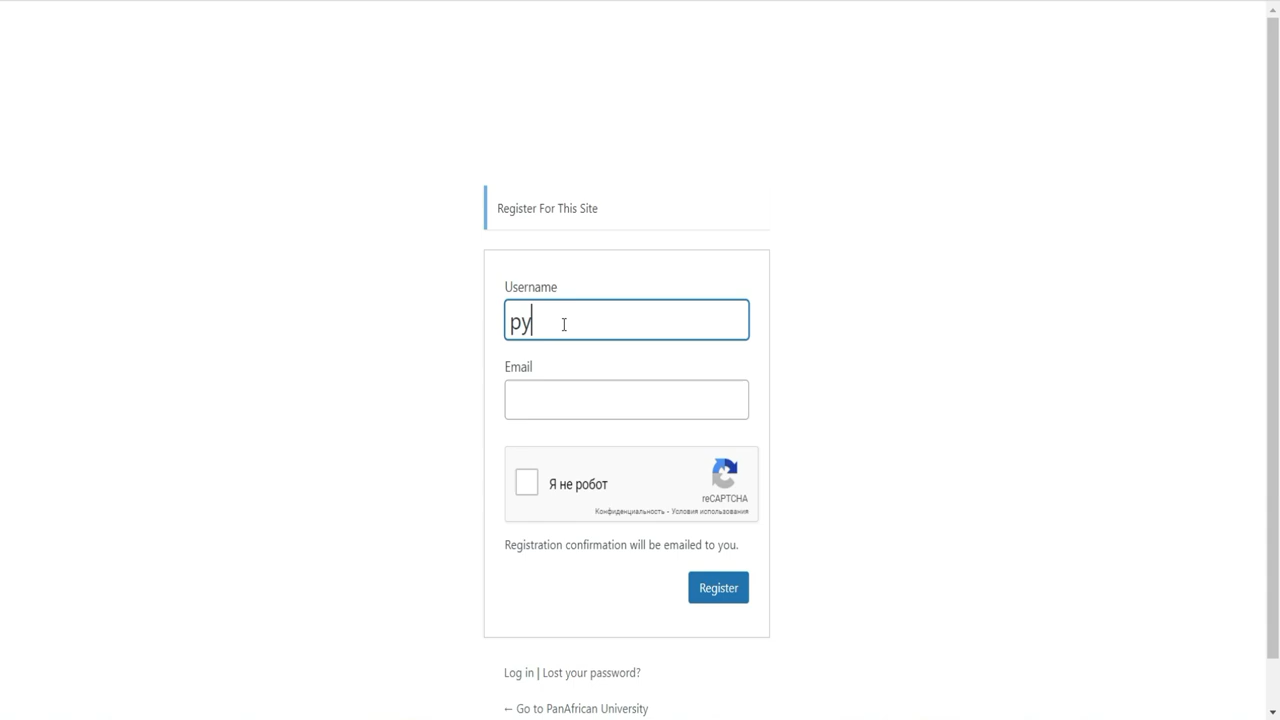 Register For This Site
Username
py
Email
Я не робот
reCAPTCHA
Конфиденциальность - Условия использования
Registration confirmation will be emailed to you.
Register
Log in | Lost your password?
← Go to PanAfrican University